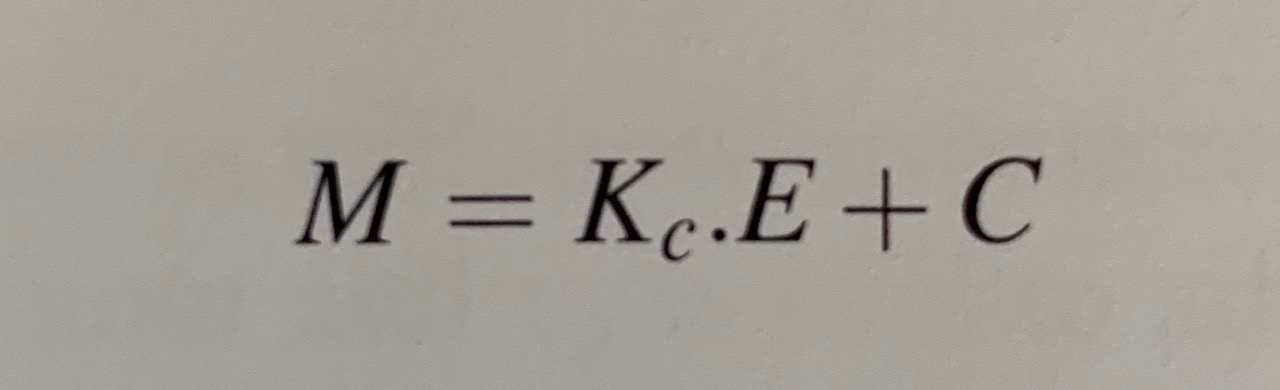 M = K_c.E + C